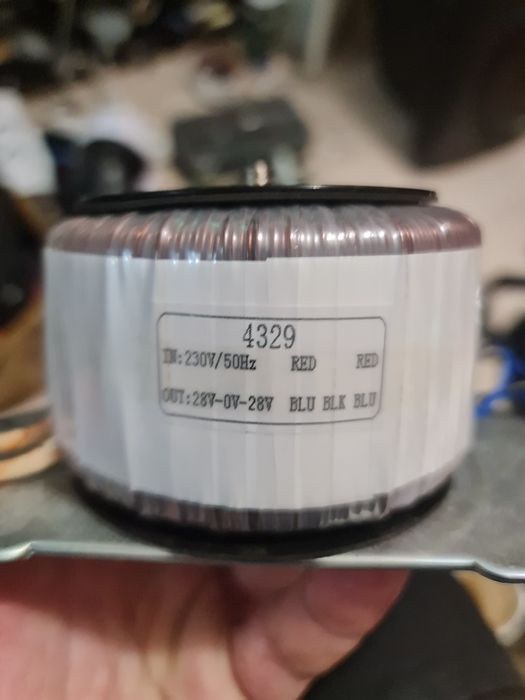 4329
IN:230V/50Hz RED RED
OUT:28V-0V-28V BLU BLK BLU